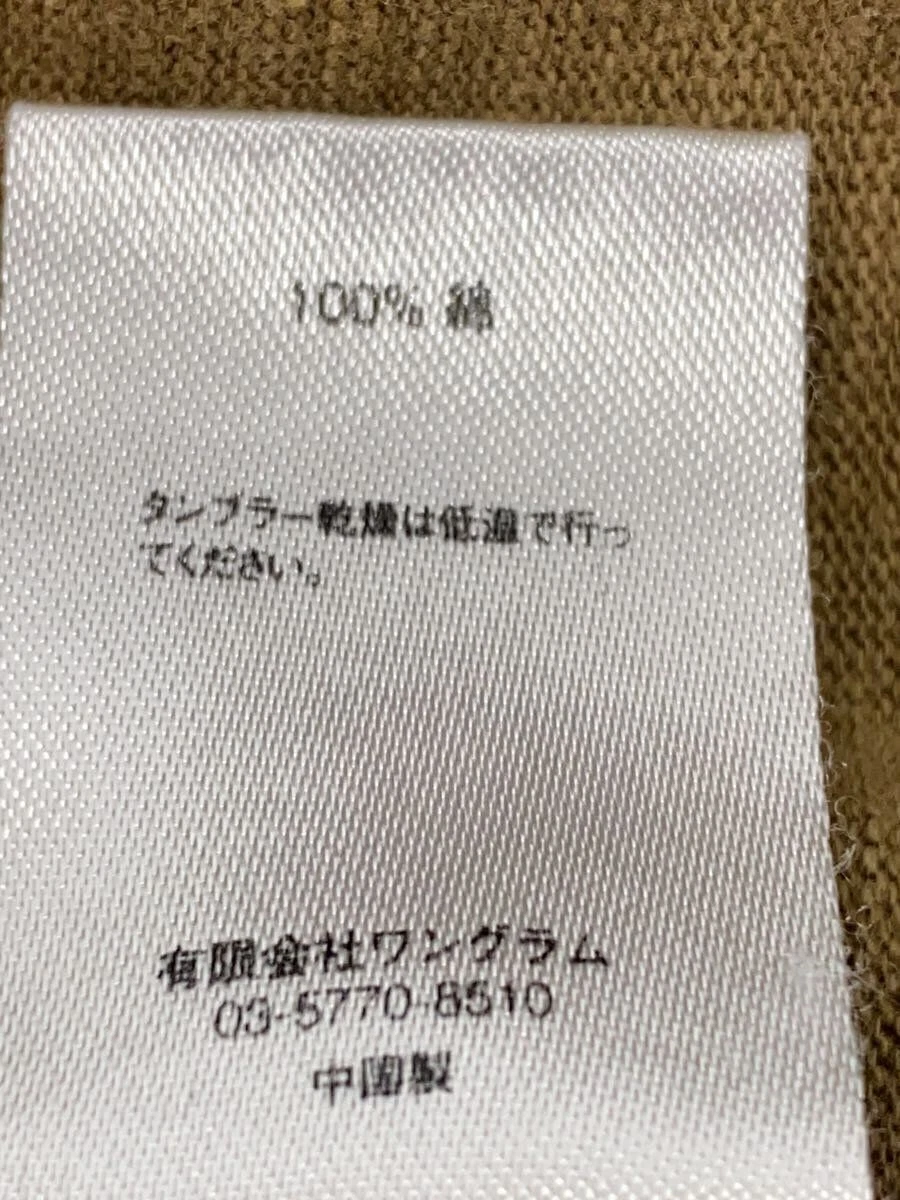 100% 綿
タンブラー乾燥は低温で行っ
てください。
有限会社ワングラム
03-5770-8510
中国製